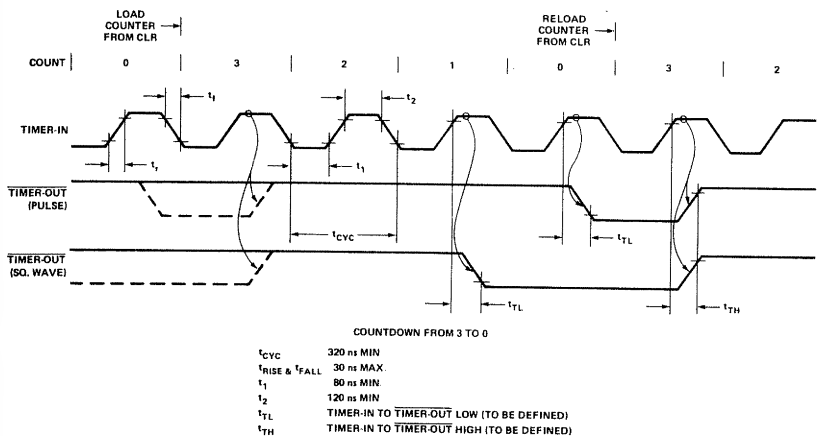 LOAD
COUNTER
FROM CLR
RELOAD
COUNTER
FROM CLR
COUNT 0 3 2 1 0 3 2
tf t2
TIMER-IN
tr t1
TIMER-OUT
(PULSE)
tCYC tTL
TIMER-OUT
(SQ. WAVE)
tTL tTH
COUNTDOWN FROM 3 TO 0
tCYC 320 ns MIN
tRISE & tFALL 30 ns MAX.
t1 80 ns MIN.
t2 120 ns MIN
tTL TIMER-IN TO TIMER-OUT LOW (TO BE DEFINED)
tTH TIMER-IN TO TIMER-OUT HIGH (TO BE DEFINED)